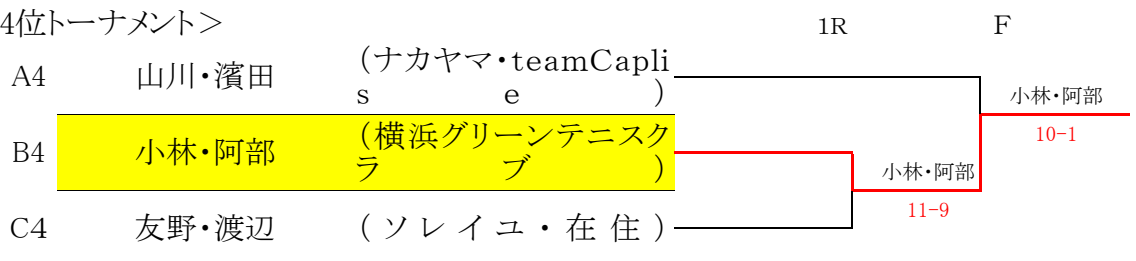 4位トーナメント＞ 1R F
A4 山川・濱田 (ナカヤマ・teamCapli
s e )
小林・阿部
B4 小林・阿部 (横浜グリーンテニスク
ラ ブ )
10-1
小林・阿部
11-9
C4 友野・渡辺 (ソレイユ・在住)